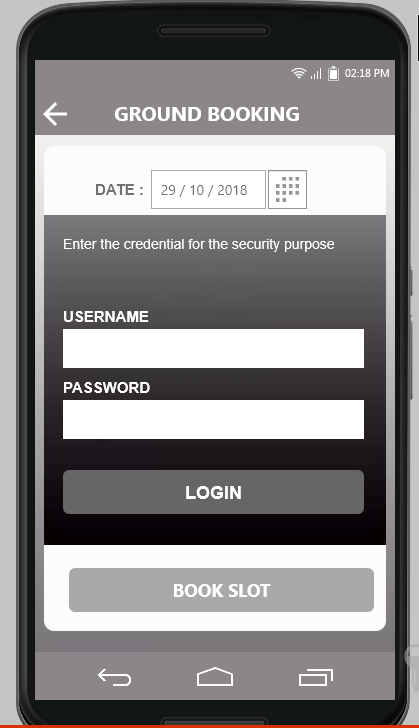 02:18 PM
GROUND BOOKING
DATE : 29 / 10 / 2018
Enter the credential for the security purpose
USERNAME
PASSWORD
LOGIN
BOOK SLOT